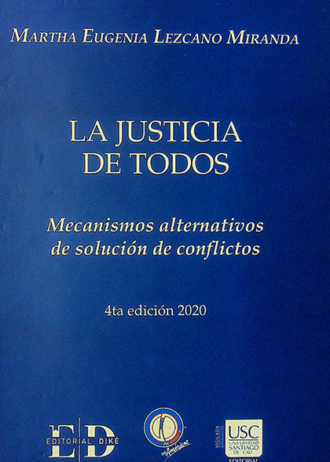 MARTHA EUGENIA LEZCANO MIRANDA
LA JUSTICIA
DE TODOS
Mecanismos alternativos
de solución de conflictos
4ta edición 2020
ED
EDITORIAL DIKÉ
USC
UNIVERSIDAD
SANTIAGO
DE CALI
EDITORIAL